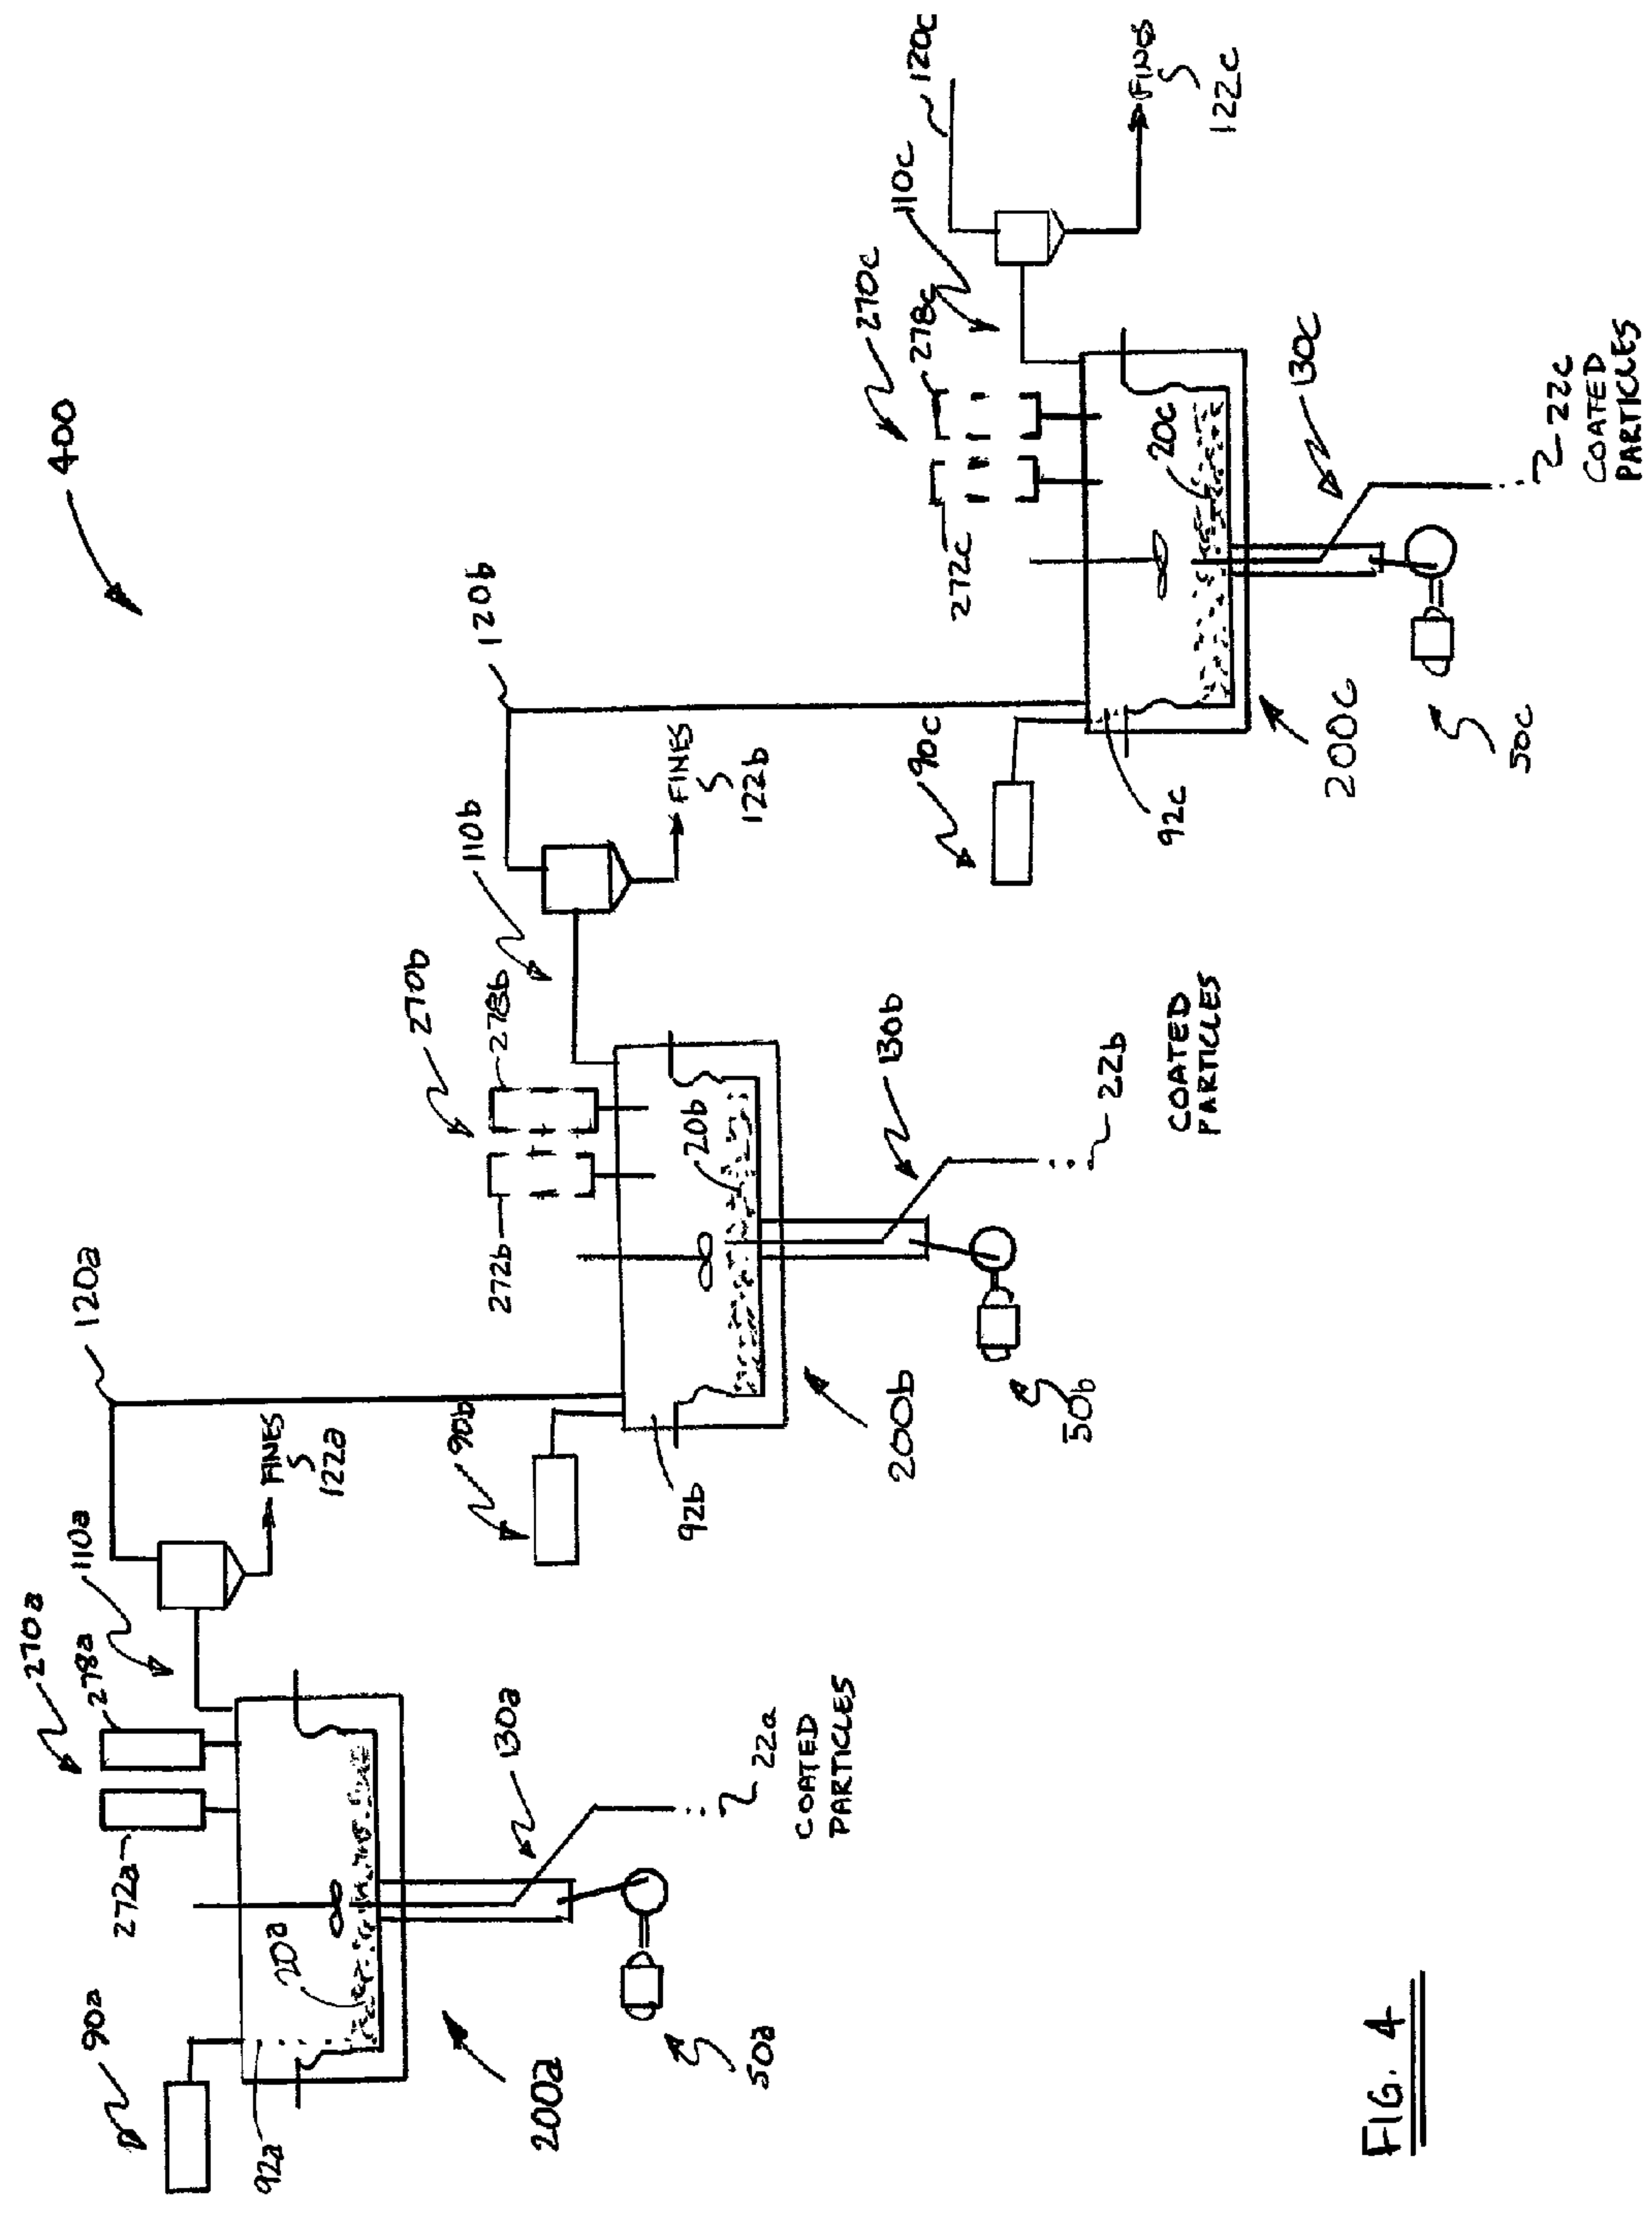 400
270a
278a
110a
120a
90a
272a
FINES
122a
92a
20a
200a
130a
50a
22a
COATED
PARTICLES
270b
278b
110b
120b
90b
272b
FINES
122b
92b
20b
200b
130b
50b
22b
COATED
PARTICLES
270c
278c
110c
120c
90c
272c
FINS
122c
92c
20c
200c
130c
50c
22c
COATED
PARTICLES
FIG. 4